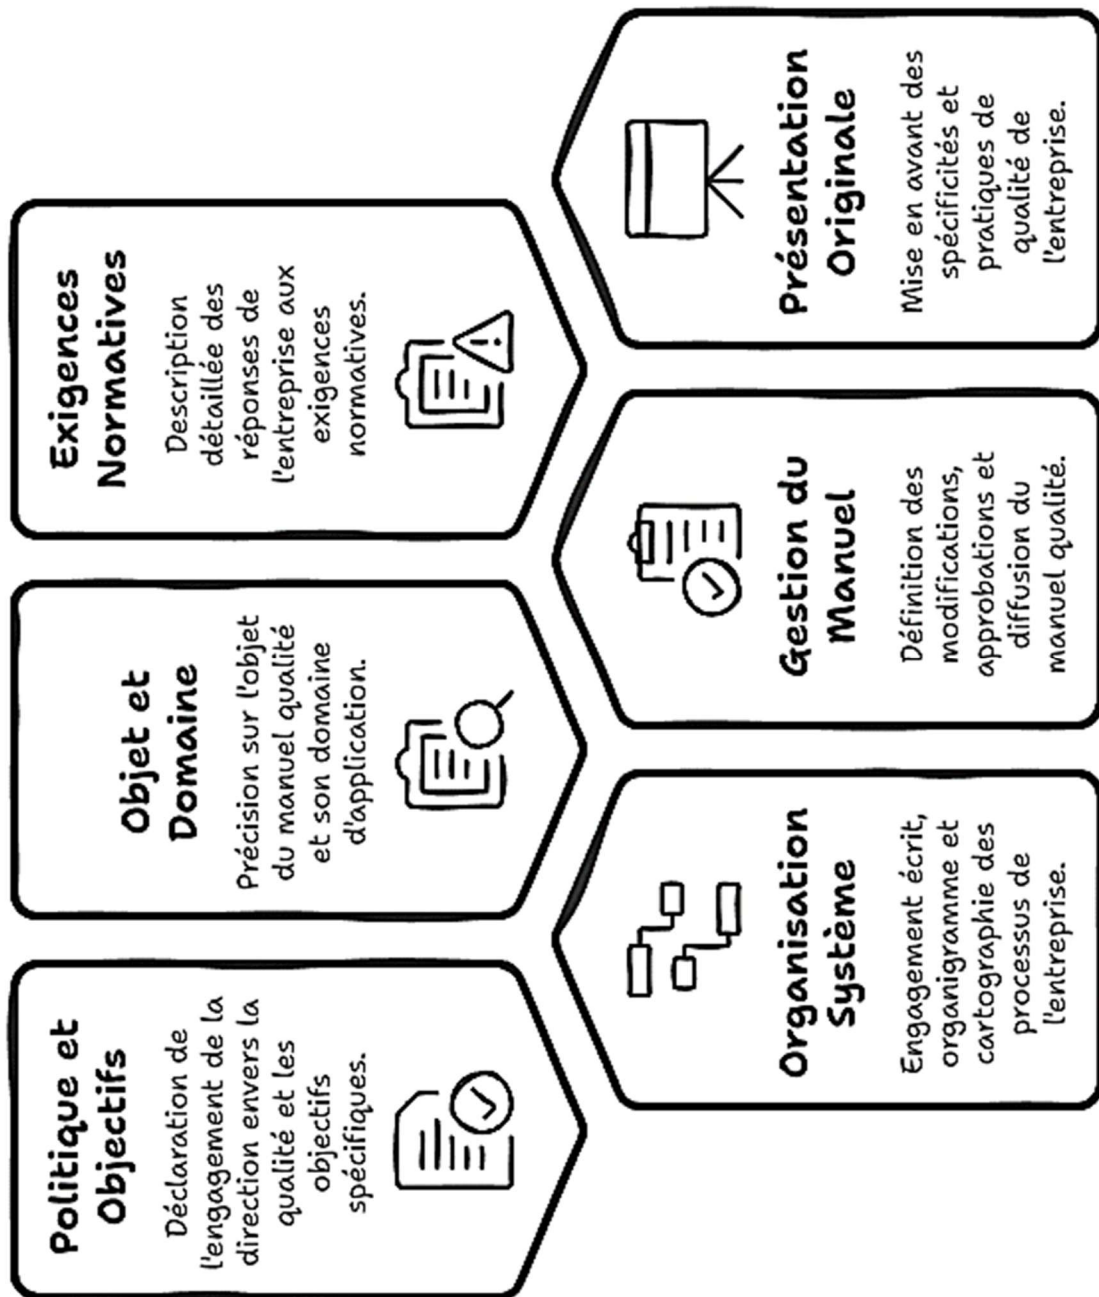 Politique et
Objectifs
Déclaration de
l'engagement de la
direction envers la
qualité et les
objectifs
spécifiques.
Objet et
Domaine
Précision sur l'objet
du manuel qualité
et son domaine
d'application.
Exigences
Normatives
Description
détaillée des
réponses de
l'entreprise aux
exigences
normatives.
Organisation
Système
Engagement écrit,
organigramme et
cartographie des
processus de
l'entreprise.
Gestion du
Manuel
Définition des
modifications,
approbations et
diffusion du
manuel qualité.
Présentation
Originale
Mise en avant des
spécificités et
pratiques de
qualité de
l'entreprise.